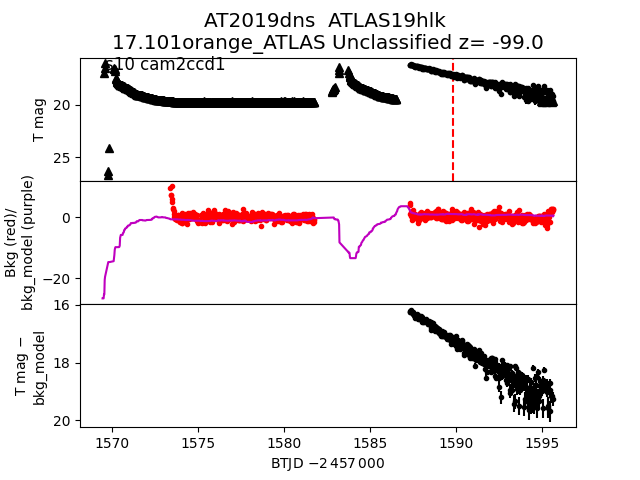 AT2019dns ATLAS19hlk
17.101orange_ATLAS Unclassified z= -99.0
s10 cam2ccd1
T mag
20
25
Bkg (red)/
bkg_model (purple)
0
−20
T mag −
bkg_model
16
18
20
1570 1575 1580 1585 1590 1595
BTJD −2 457 000